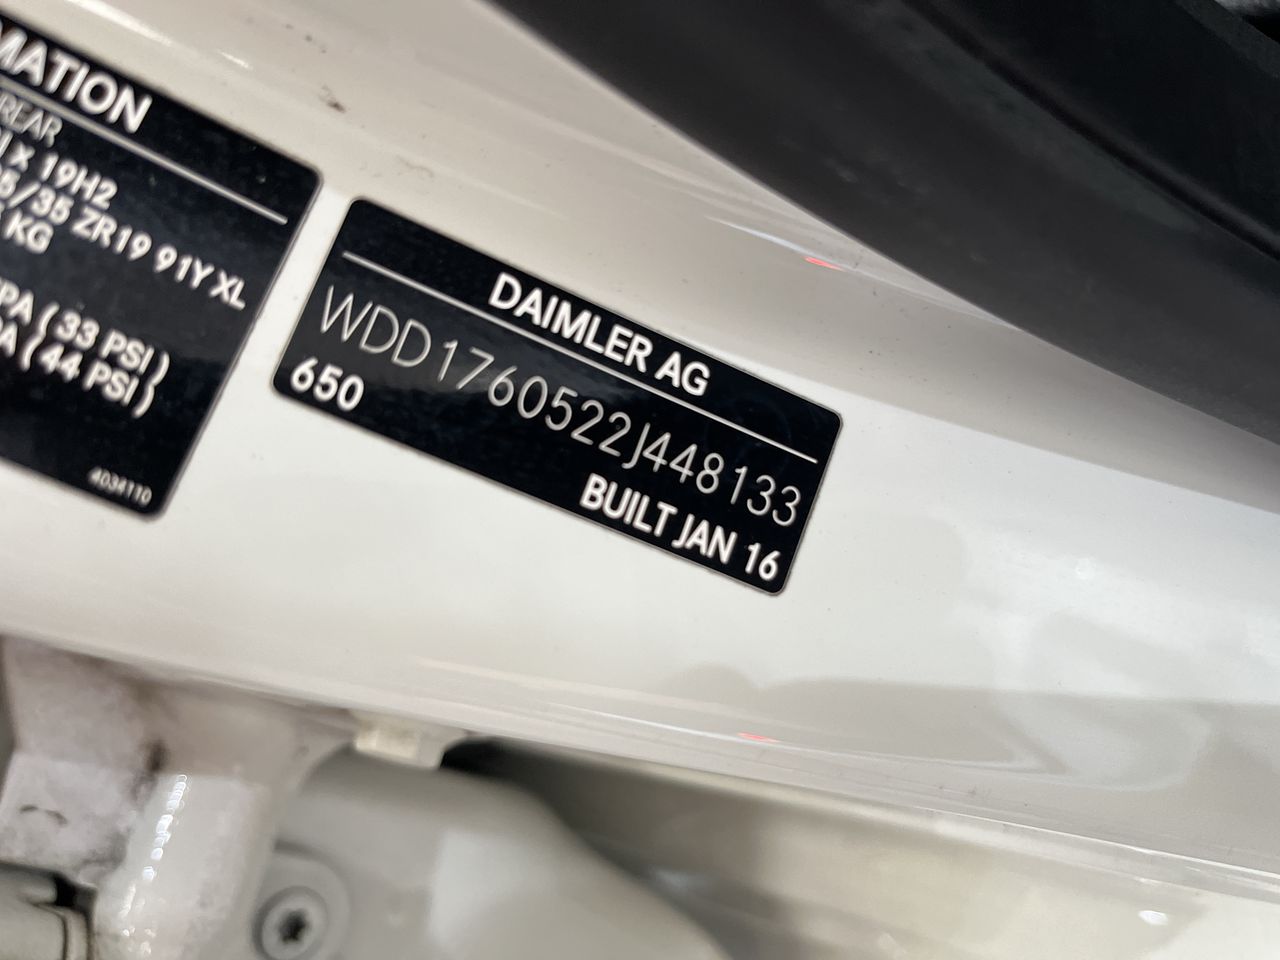 MATION
REAR
X 19H2
5/35 ZR19 91Y XL
KG
PA ( 33 PSI )
PA ( 44 PSI )
4034110
DAIMLER AG
WDD1760522J448133
650
BUILT JAN 16